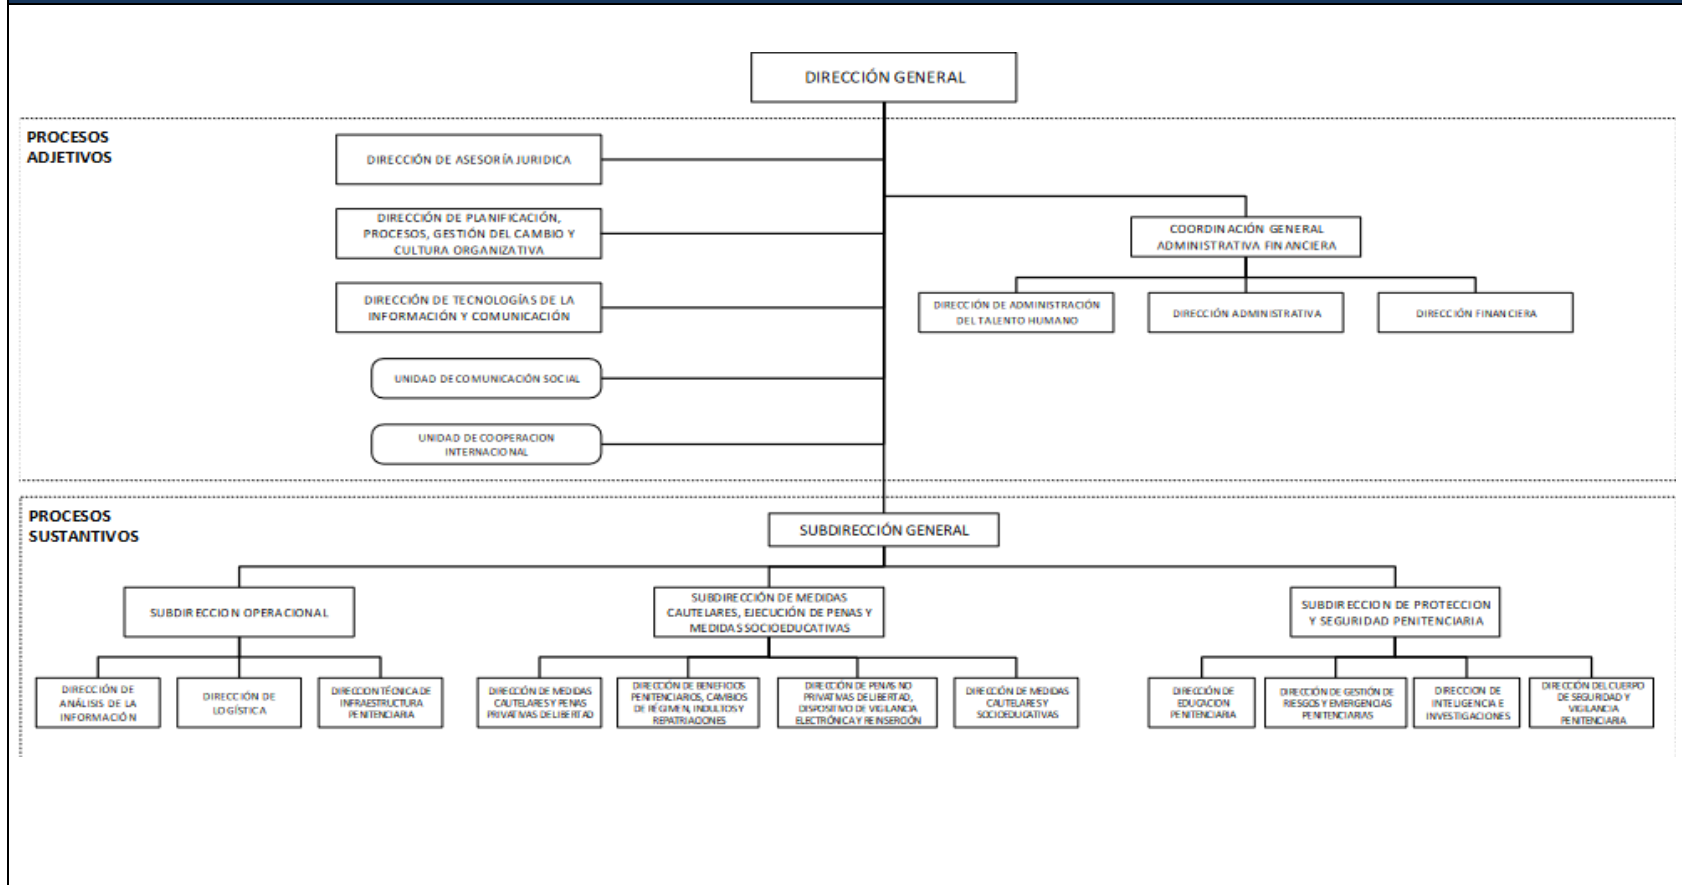 DIRECCIÓN GENERAL
PROCESOS
ADJETIVOS
DIRECCIÓN DE ASESORÍA JURIDICA
DIRECCIÓN DE PLANIFICACIÓN,
PROCESOS, GESTIÓN DEL CAMBIO Y
CULTURA ORGANIZATIVA
DIRECCIÓN DE TECNOLOGÍAS DE LA
INFORMACIÓN Y COMUNICACIÓN
UNIDAD DE COMUNICACIÓN SOCIAL
UNIDAD DE COOPERACION
INTERNACIONAL
COORDINACIÓN GENERAL
ADMINISTRATIVA FINANCIERA
DIRECCIÓN DE ADMINISTRACIÓN
DEL TALENTO HUMANO
DIRECCIÓN ADMINISTRATIVA
DIRECCIÓN FINANCIERA
PROCESOS
SUSTANTIVOS
SUBDIRECCIÓN GENERAL
SUBDIRECCION OPERACIONAL
SUBDIRECCIÓN DE MEDIDAS
CAUTELARES, EJECUCIÓN DE PENAS Y
MEDIDAS SOCIOEDUCATIVAS
SUBDIRECCION DE PROTECCION
Y SEGURIDAD PENITENCIARIA
DIRECCIÓN DE
ANÁLISIS DE LA
INFORMACIÓN
DIRECCIÓN DE
LOGÍSTICA
DIRECCION TÉCNICA DE
INFRAESTRUCTURA
PENITENCIARIA
DIRECCIÓN DE MEDIDAS
CAUTELARES Y PENAS
PRIVATIVAS DE LIBERTAD
DIRECCIÓN DE BENEFICIOS
PENITENCIARIOS, CAMBIOS
DE RÉGIMEN, INDULTOS Y
REPATRIACIONES
DIRECCIÓN DE PENAS NO
PRIVATIVAS DE LIBERTAD,
DISPOSITIVO DE VIGILANCIA
ELECTRÓNICA Y REINSERCIÓN
DIRECCIÓN DE MEDIDAS
CAUTELARES Y
SOCIOEDUCATIVAS
DIRECCIÓN DE
EDUCACION
PENITENCIARIA
DIRECCIÓN DE GESTIÓN DE
RIESGOS Y EMERGENCIAS
PENITENCIARIAS
DIRECCION DE
INTELIGENCIA E
INVESTIGACIONES
DIRECCIÓN DEL CUERPO
DE SEGURIDAD Y
VIGILANCIA
PENITENCIARIA